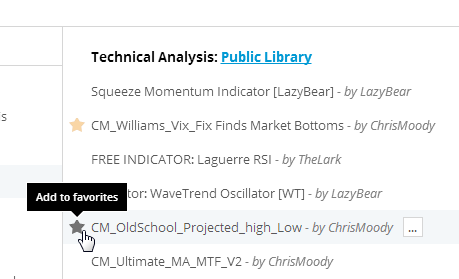 Technical Analysis: Public Library
Squeeze Momentum Indicator [LazyBear] - by LazyBear
CM_Williams_Vix_Fix Finds Market Bottoms - by ChrisMoody
FREE INDICATOR: Laguerre RSI - by TheLark
Add to favorites
tor: WaveTrend Oscillator [WT] - by LazyBear
CM_OldSchool_Projected_high_Low - by ChrisMoody ...
CM_Ultimate_MA_MTF_V2 - by ChrisMoody